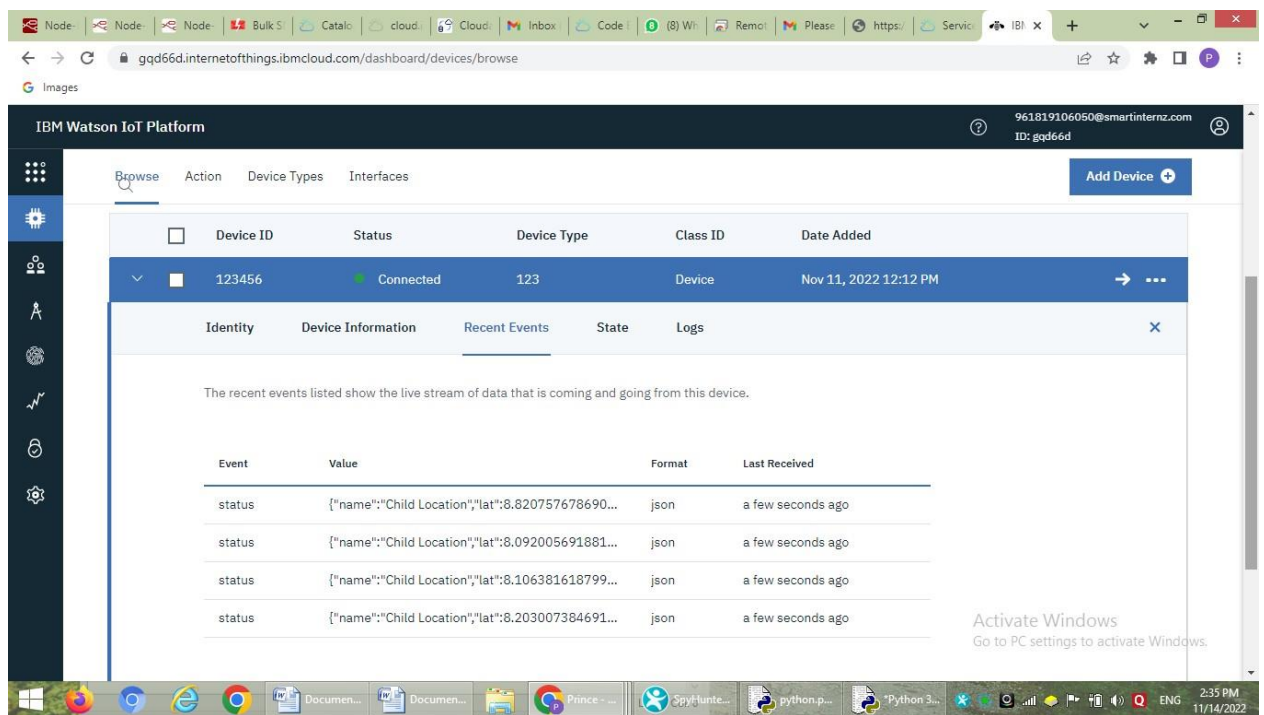 Node- Node- Node- Bulk S Catalo cloud. Clouda Inbox Code (8) Wh Remot Please https:/ Service IBM
gqd66d.internetofthings.ibmcloud.com/dashboard/devices/browse P
Images
IBM Watson IoT Platform
961819106050@smartinternz.com
ID: gqd66d
Browse Action Device Types Interfaces
Add Device
Device ID Status Device Type Class ID Date Added
123456 Connected 123 Device Nov 11, 2022 12:12 PM
Identity Device Information Recent Events State Logs
The recent events listed show the live stream of data that is coming and going from this device.
Event Value Format Last Received
status {"name":"Child Location","lat":8.820757678690... json a few seconds ago
status {"name":"Child Location","lat":8.092005691881... json a few seconds ago
status {"name":"Child Location","lat":8.106381618799... json a few seconds ago
status {"name":"Child Location","lat":8.203007384691... json a few seconds ago
Activate Windows
Go to PC settings to activate Windows.
Documen... Documen... Prince - ... SpyHunte... python.p... *Python 3... ENG
2:35 PM
11/14/2022